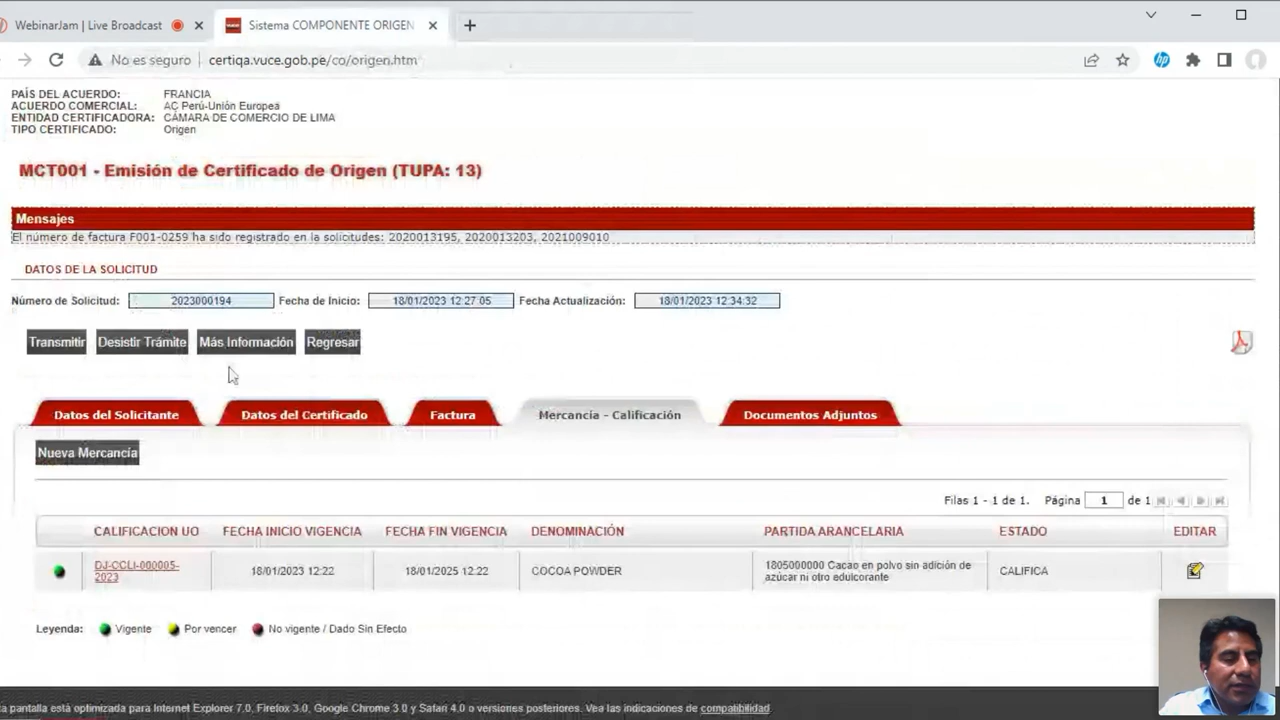 WebinarJam | Live Broadcast
Sistema COMPONENTE ORIGEN
No es seguro
certiqa.vuce.gob.pe/co/origen.htm
PAÍS DEL ACUERDO: FRANCIA
ACUERDO COMERCIAL: AC Perú-Unión Europea
ENTIDAD CERTIFICADORA: CÁMARA DE COMERCIO DE LIMA
TIPO CERTIFICADO: Origen
MCT001 - Emisión de Certificado de Origen (TUPA: 13)
Mensajes
El número de factura F001-0259 ha sido registrado en la solicitudes: 2020013195, 2020013203, 2021009010
DATOS DE LA SOLICITUD
Número de Solicitud: 2023000194 Fecha de Inicio: 18/01/2023 12:27:05 Fecha Actualización: 18/01/2023 12:34:32
Transmitir Desistir Trámite Más Información Regresar
Datos del Solicitante Datos del Certificado Factura Mercancía - Calificación Documentos Adjuntos
Nueva Mercancía
Filas 1 - 1 de 1. Página 1 de 1
CALIFICACION UO FECHA INICIO VIGENCIA FECHA FIN VIGENCIA DENOMINACIÓN PARTIDA ARANCELARIA ESTADO EDITAR
DJ-CCLI-000005-2023 18/01/2023 12:22 18/01/2025 12:22 COCOA POWDER 1805000000 Cacao en polvo sin adición de azúcar ni otro edulcorante CALIFICA
Leyenda: Vigente Por vencer No vigente / Dado Sin Efecto
a pantalla está optimizada para Internet Explorer 7.0, Firefox 3.0, Google Chrome 3.0 y Safari 4.0 o versiones posteriores. Vea las indicaciones de compatibilidad